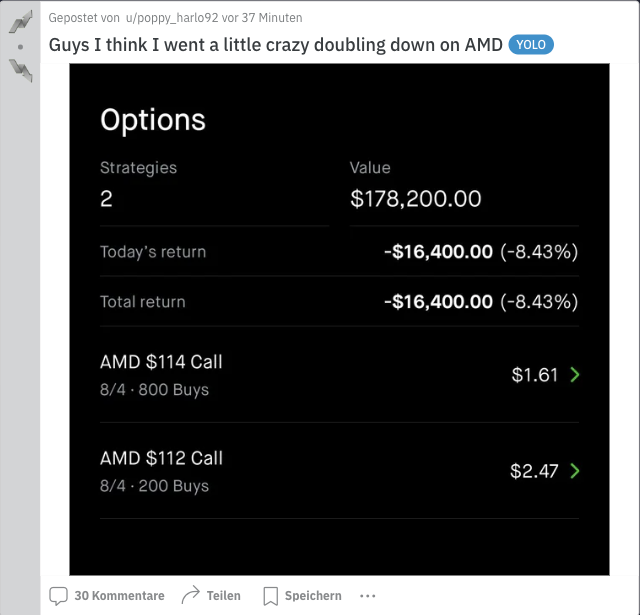 Gepostet von u/poppy_harlo92 vor 37 Minuten
Guys I think I went a little crazy doubling down on AMD YOLO
Options
Strategies Value
2 $178,200.00
Today's return -$16,400.00 (-8.43%)
Total return -$16,400.00 (-8.43%)
AMD $114 Call
8/4 · 800 Buys $1.61
AMD $112 Call
8/4 · 200 Buys $2.47
30 Kommentare Teilen Speichern